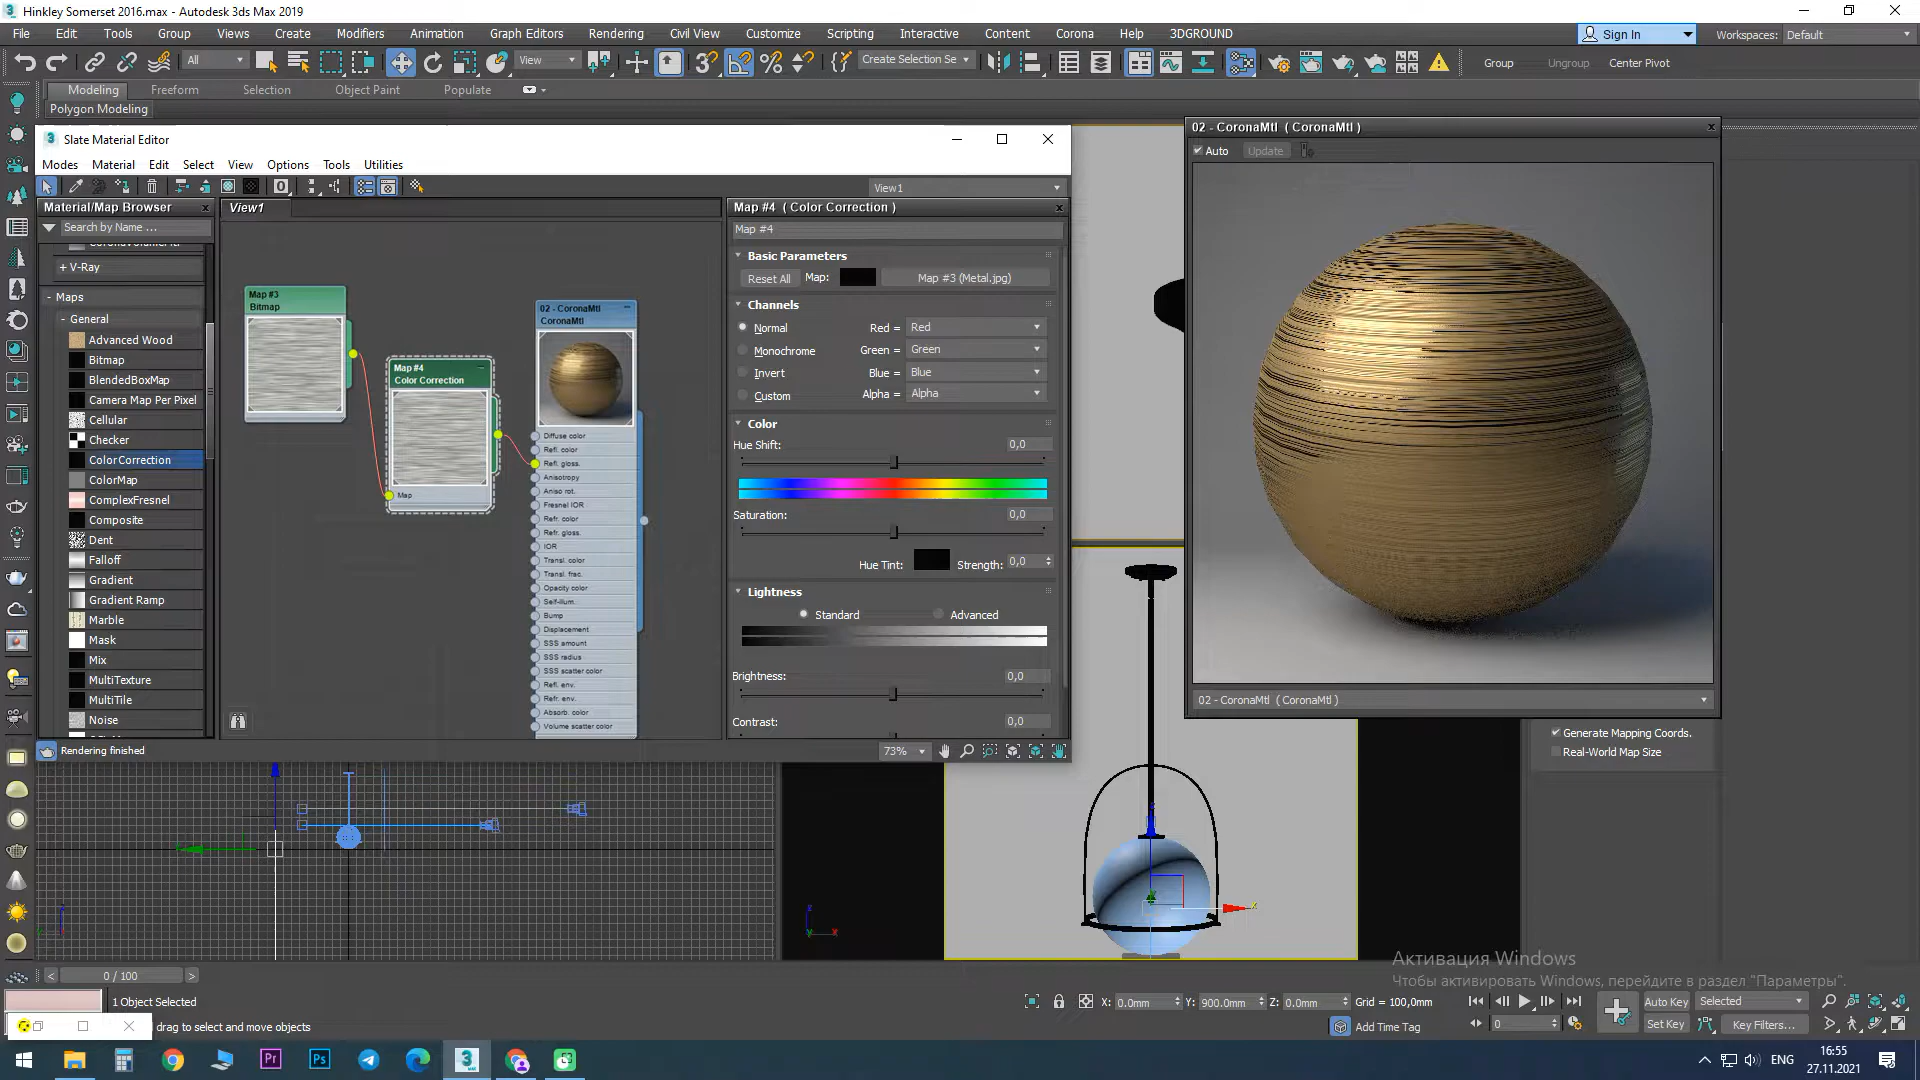 Hinkley Somerset 2016.max - Autodesk 3ds Max 2019
File Edit Tools Group Views Create Modifiers Animation Graph Editors Rendering Civil View Customize Scripting Interactive Content Corona Help 3DGROUND
Sign In
Workspaces: Default
All
View
Create Selection Se
Group Ungroup Center Pivot
Modeling Freeform Selection Object Paint Populate
Polygon Modeling
Slate Material Editor
Modes Material Edit Select View Options Tools Utilities
View1
Material/Map Browser
Search by Name ...
+ V-Ray
- Maps
- General
Advanced Wood
Bitmap
BlendedBoxMap
Camera Map Per Pixel
Cellular
Checker
ColorCorrection
ColorMap
ComplexFresnel
Composite
Dent
Falloff
Gradient
Gradient Ramp
Marble
Mask
Mix
MultiTexture
MultiTile
Noise
View1
Map #3
Bitmap
Map #4
Color Correction
Map
02 - CoronaMtl
CoronaMtl
Diffuse color
Refl. color
Refl. gloss.
Anisotropy
Aniso rot.
Fresnel IOR
Refr. color
Refr. gloss.
IOR
Transl. color
Transl. frac.
Opacity color
Self-illum.
Bump
Displacement
SSS amount
SSS radius
SSS scatter color
Refl. env.
Refr. env.
Absorb. color
Volume scatter color
Map #4 ( Color Correction )
Map #4
Basic Parameters
Reset All Map: Map #3 (Metal.jpg)
Channels
Normal Red = Red
Monochrome Green = Green
Invert Blue = Blue
Custom Alpha = Alpha
Color
Hue Shift: 0,0
Saturation: 0,0
Hue Tint: Strength: 0,0
Lightness
Standard Advanced
Brightness: 0,0
Contrast: 0,0
Rendering finished
73%
02 - CoronaMtl ( CoronaMtl )
Auto Update
02 - CoronaMtl ( CoronaMtl )
Generate Mapping Coords.
Real-World Map Size
Активация Windows
Чтобы активировать Windows, перейдите в раздел "Параметры".
0 / 100
1 Object Selected
drag to select and move objects
X: 0.0mm Y: 900.0mm Z: 0.0mm Grid = 100,0mm
Add Time Tag
0
Auto Key Selected
Set Key Key Filters...
ENG
16:55
27.11.2021